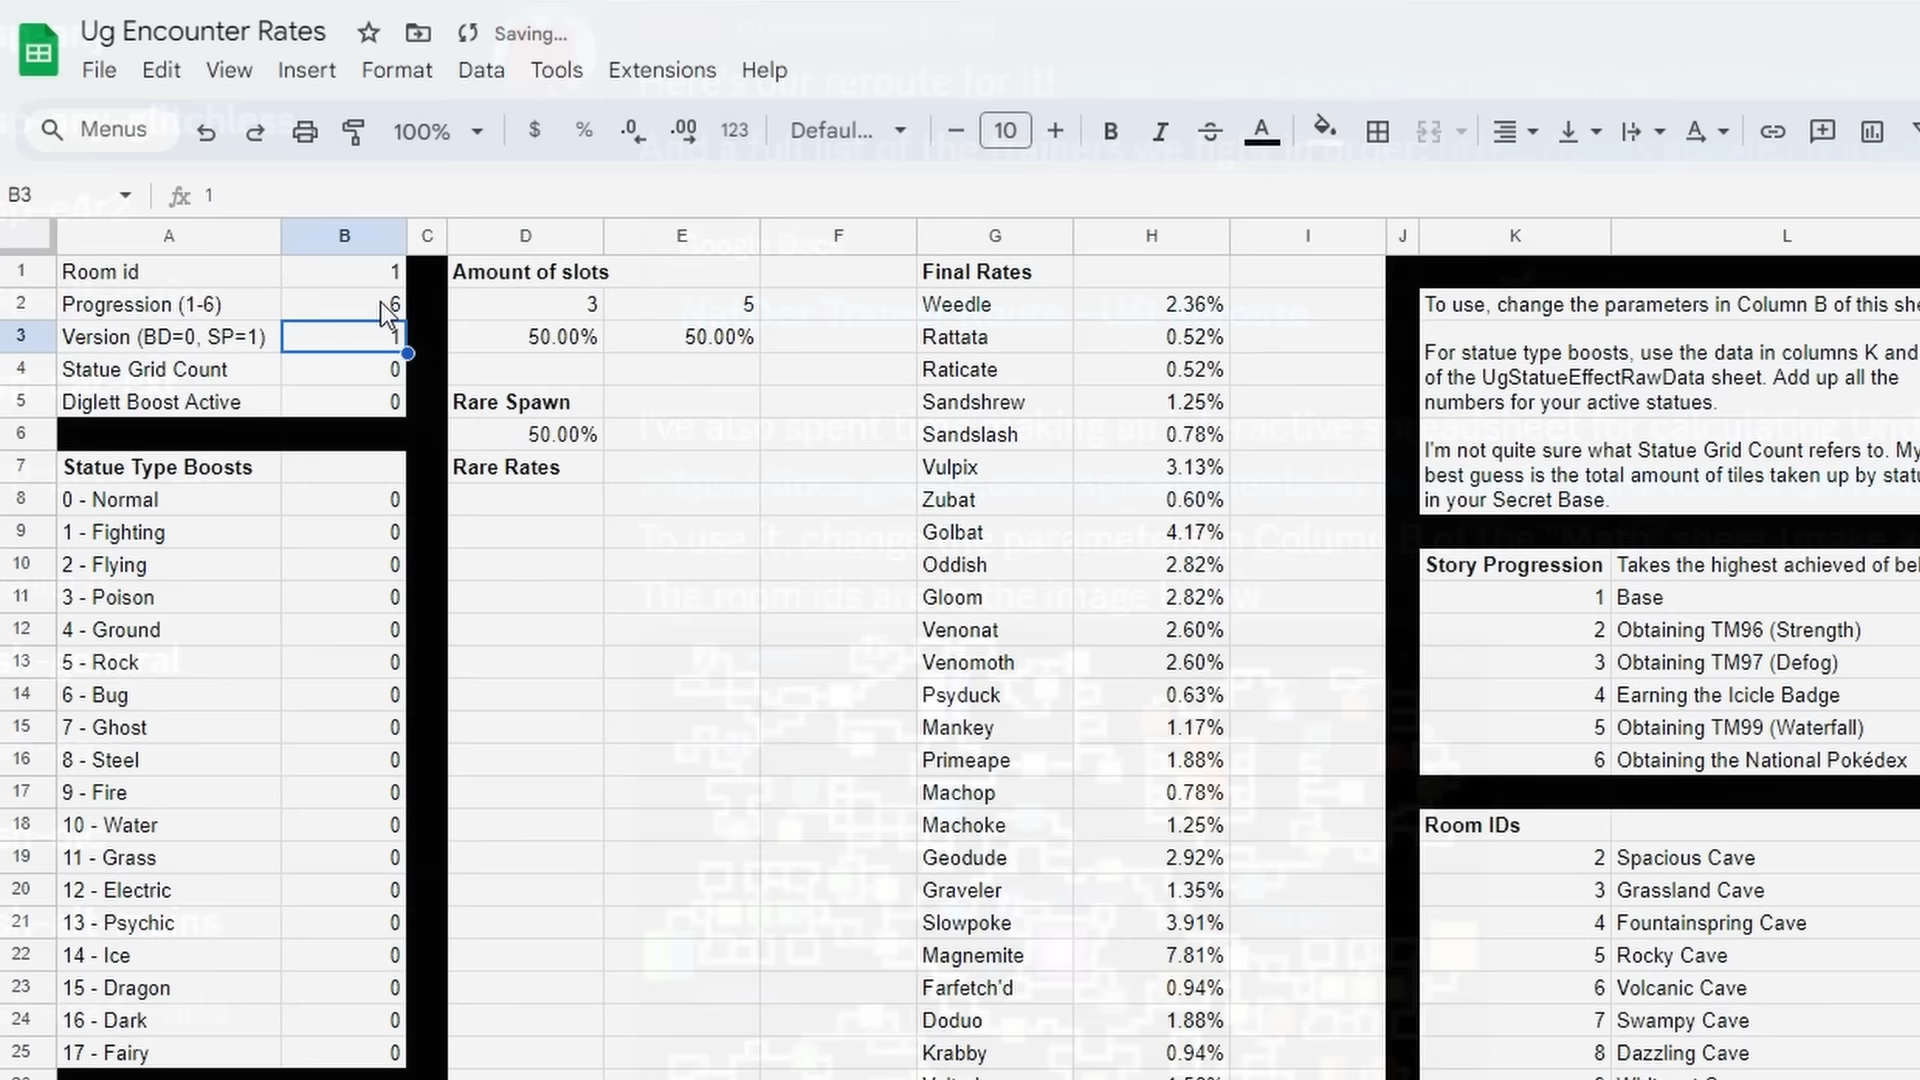 Ug Encounter Rates Saving...
File Edit View Insert Format Data Tools Extensions Help
Here's our reroute for it!
Menus 100% $ % .0 .00 123 Defaul... 10 B I S A
B3 fx 1
A B C D E F G H I J K L
1 Room id 1 Amount of slots Final Rates
2 Progression (1-6) 6 3 5 Weedle 2.36% To use, change the parameters in Column B of this she
3 Version (BD=0, SP=1) 1 50.00% 50.00% Rattata 0.52%
For statue type boosts, use the data in columns K and
4 Statue Grid Count 0 Raticate 0.52% of the UgStatueEffectRawData sheet. Add up all the
5 Diglett Boost Active 0 Rare Spawn Sandshrew 1.25% numbers for your active statues.
6 50.00% Sandslash 0.78%
I'm not quite sure what Statue Grid Count refers to. My
7 Statue Type Boosts Rare Rates Vulpix 3.13% best guess is the total amount of tiles taken up by statu
8 0 - Normal 0 Zubat 0.60% in your Secret Base.
9 1 - Fighting 0 Golbat 4.17%
10 2 - Flying 0 Oddish 2.82% Story Progression Takes the highest achieved of bel
11 3 - Poison 0 Gloom 2.82% 1 Base
12 4 - Ground 0 Venonat 2.60% 2 Obtaining TM96 (Strength)
13 5 - Rock 0 Venomoth 2.60% 3 Obtaining TM97 (Defog)
14 6 - Bug 0 Psyduck 0.63% 4 Earning the Icicle Badge
15 7 - Ghost 0 Mankey 1.17% 5 Obtaining TM99 (Waterfall)
16 8 - Steel 0 Primeape 1.88% 6 Obtaining the National Pokédex
17 9 - Fire 0 Machop 0.78%
18 10 - Water 0 Machoke 1.25% Room IDs
19 11 - Grass 0 Geodude 2.92% 2 Spacious Cave
20 12 - Electric 0 Graveler 1.35% 3 Grassland Cave
21 13 - Psychic 0 Slowpoke 3.91% 4 Fountainspring Cave
22 14 - Ice 0 Magnemite 7.81% 5 Rocky Cave
23 15 - Dragon 0 Farfetch'd 0.94% 6 Volcanic Cave
24 16 - Dark 0 Doduo 1.88% 7 Swampy Cave
25 17 - Fairy 0 Krabby 0.94% 8 Dazzling Cave